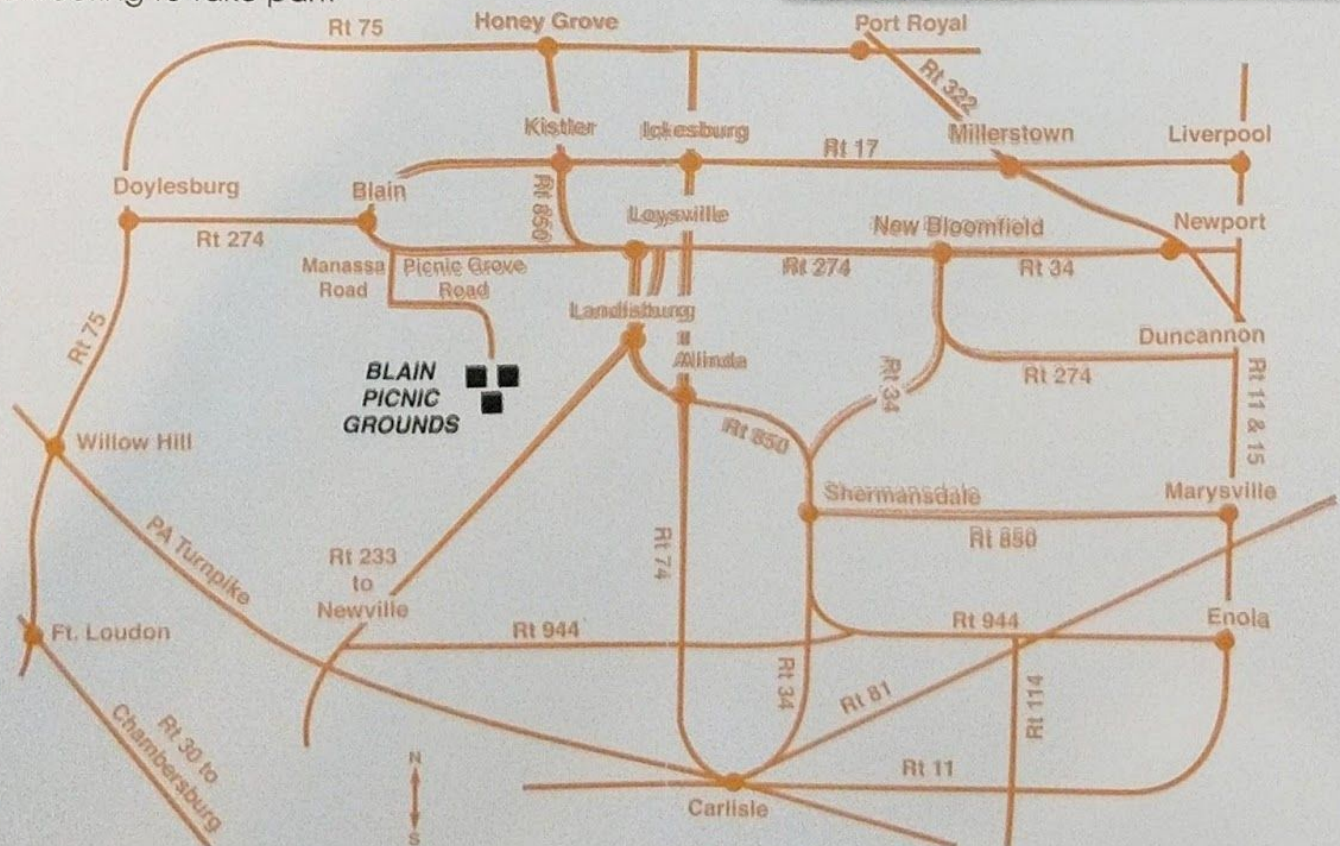 Rt 75
Honey Grove
Port Royal
Rt 322
Kistler
Ickesburg
Rt 17
Millerstown
Liverpool
Doylesburg
Blain
Rt 850
Loysville
New Bloomfield
Newport
Rt 274
Manassa
Road
Picnic Grove
Road
Rt 274
Rt 34
Landisburg
Duncannon
Rt 75
BLAIN
PICNIC
GROUNDS
Alinda
Rt 34
Rt 274
Rt 11 & 15
Willow Hill
Rt 850
Shermansdale
Marysville
PA Turnpike
Rt 233
to
Newville
Rt 74
Rt 850
Ft. Loudon
Rt 944
Rt 944
Enola
Rt 34
Rt 81
Rt 114
Rt 30 to
Chambersburg
N
S
Rt 11
Carlisle